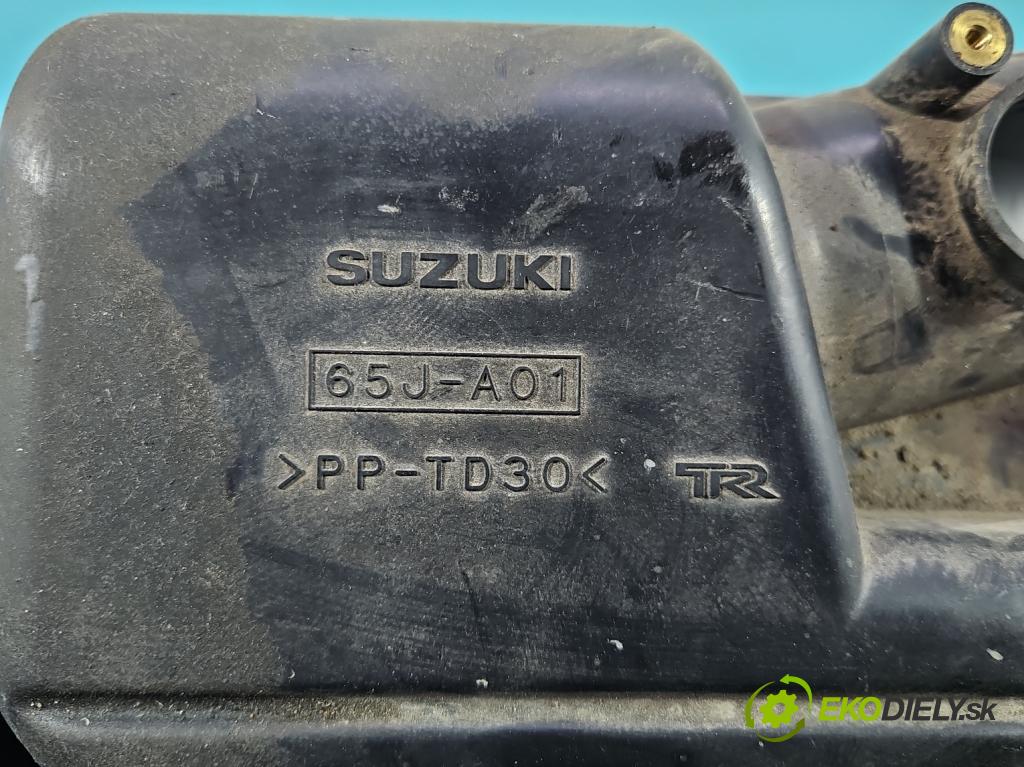 SUZUKI
65J-A01
>PP-TD30< TR
EKODIELY.sk